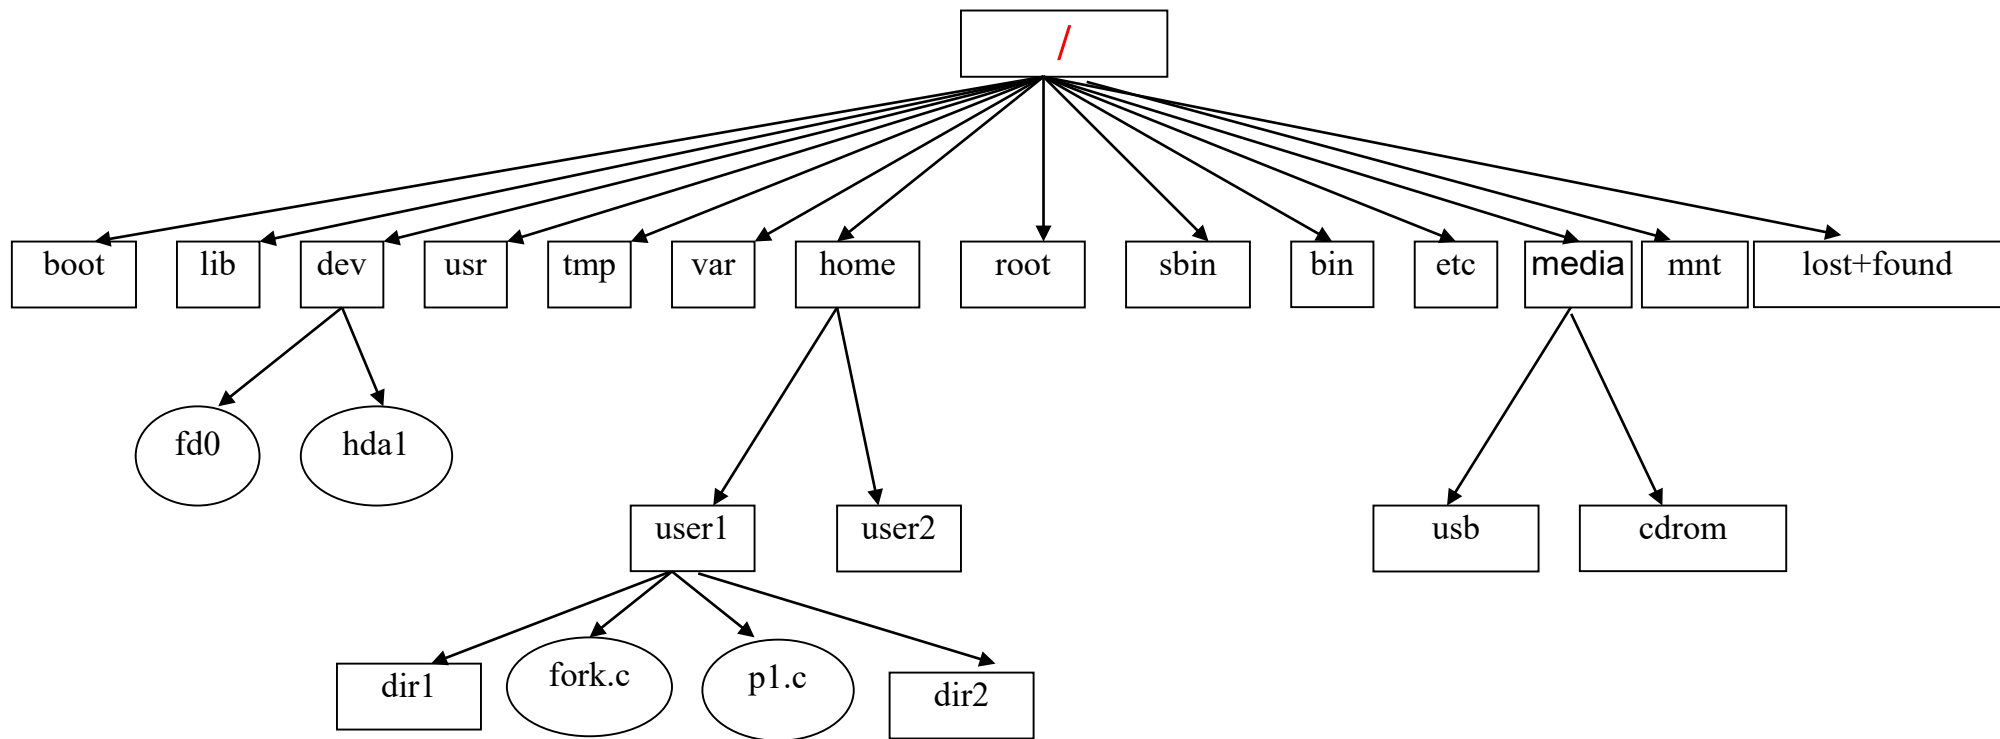 /
boot lib dev usr tmp var home root sbin bin etc media mnt lost+found
fd0 hda1
user1 user2 usb cdrom
dir1 fork.c p1.c dir2